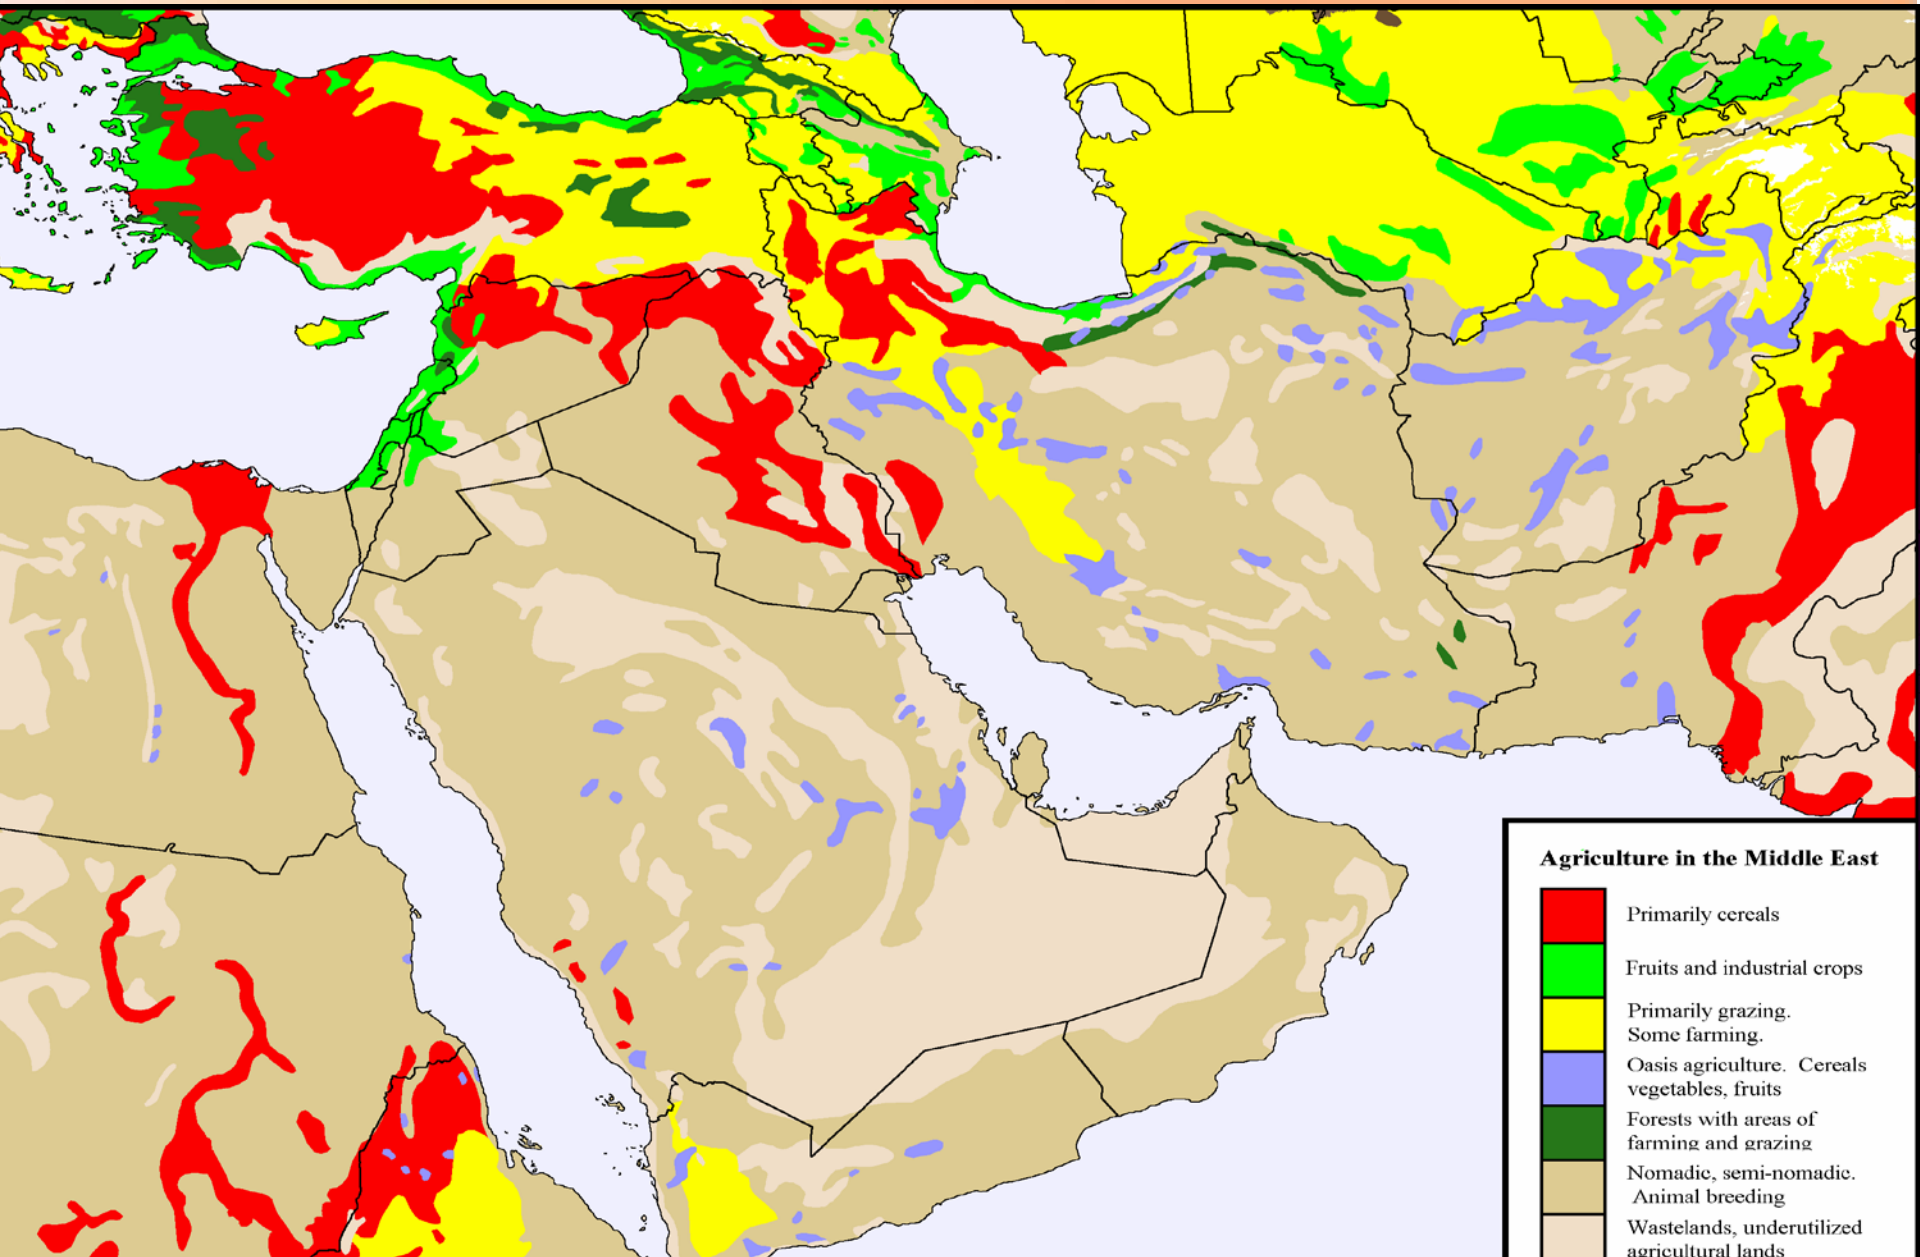 Agriculture in the Middle East
Primarily cereals
Fruits and industrial crops
Primarily grazing.
Some farming.
Oasis agriculture. Cereals
vegetables, fruits
Forests with areas of
farming and grazing
Nomadic, semi-nomadic.
Animal breeding
Wastelands, underutilized
agricultural lands